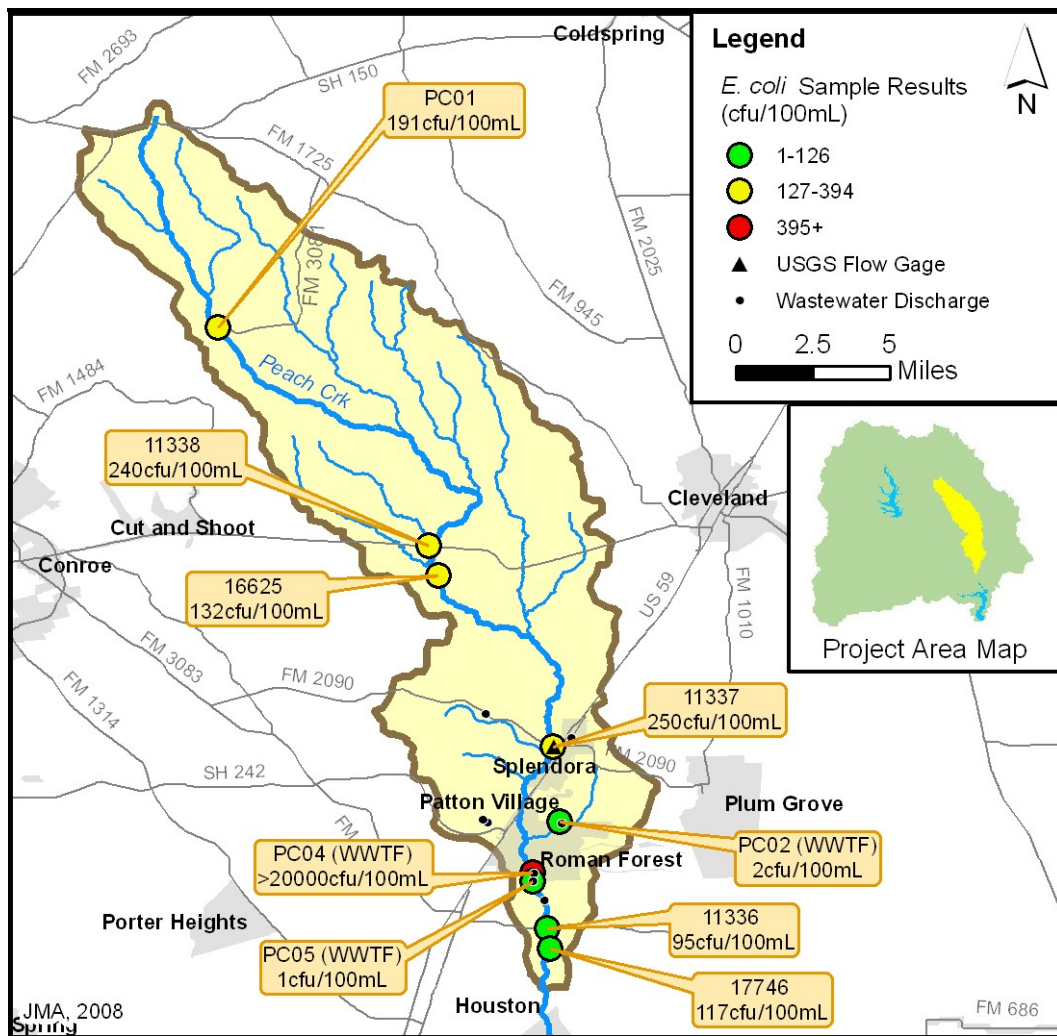 Coldspring
FM 2693
SH 150
PC01
191cfu/100mL
FM 1725
FM 3081
FM 2025
FM 945
Peach Crk
FM 1484
11338
240cfu/100mL
Cut and Shoot
Conroe
16625
132cfu/100mL
Cleveland
US 59
FM 1010
FM 3083
FM 1314
FM 2090
11337
250cfu/100mL
Splendora
FM 2090
SH 242
Patton Village
Plum Grove
FM
PC04 (WWTF)
>20000cfu/100mL
Roman Forest
PC02 (WWTF)
2cfu/100mL
Porter Heights
PC05 (WWTF)
1cfu/100mL
11336
95cfu/100mL
17746
117cfu/100mL
Houston
JMA, 2008
Spring
FM 686
Legend
N
E. coli Sample Results
(cfu/100mL)
1-126
127-394
395+
USGS Flow Gage
Wastewater Discharge
0 2.5 5
Miles
Project Area Map